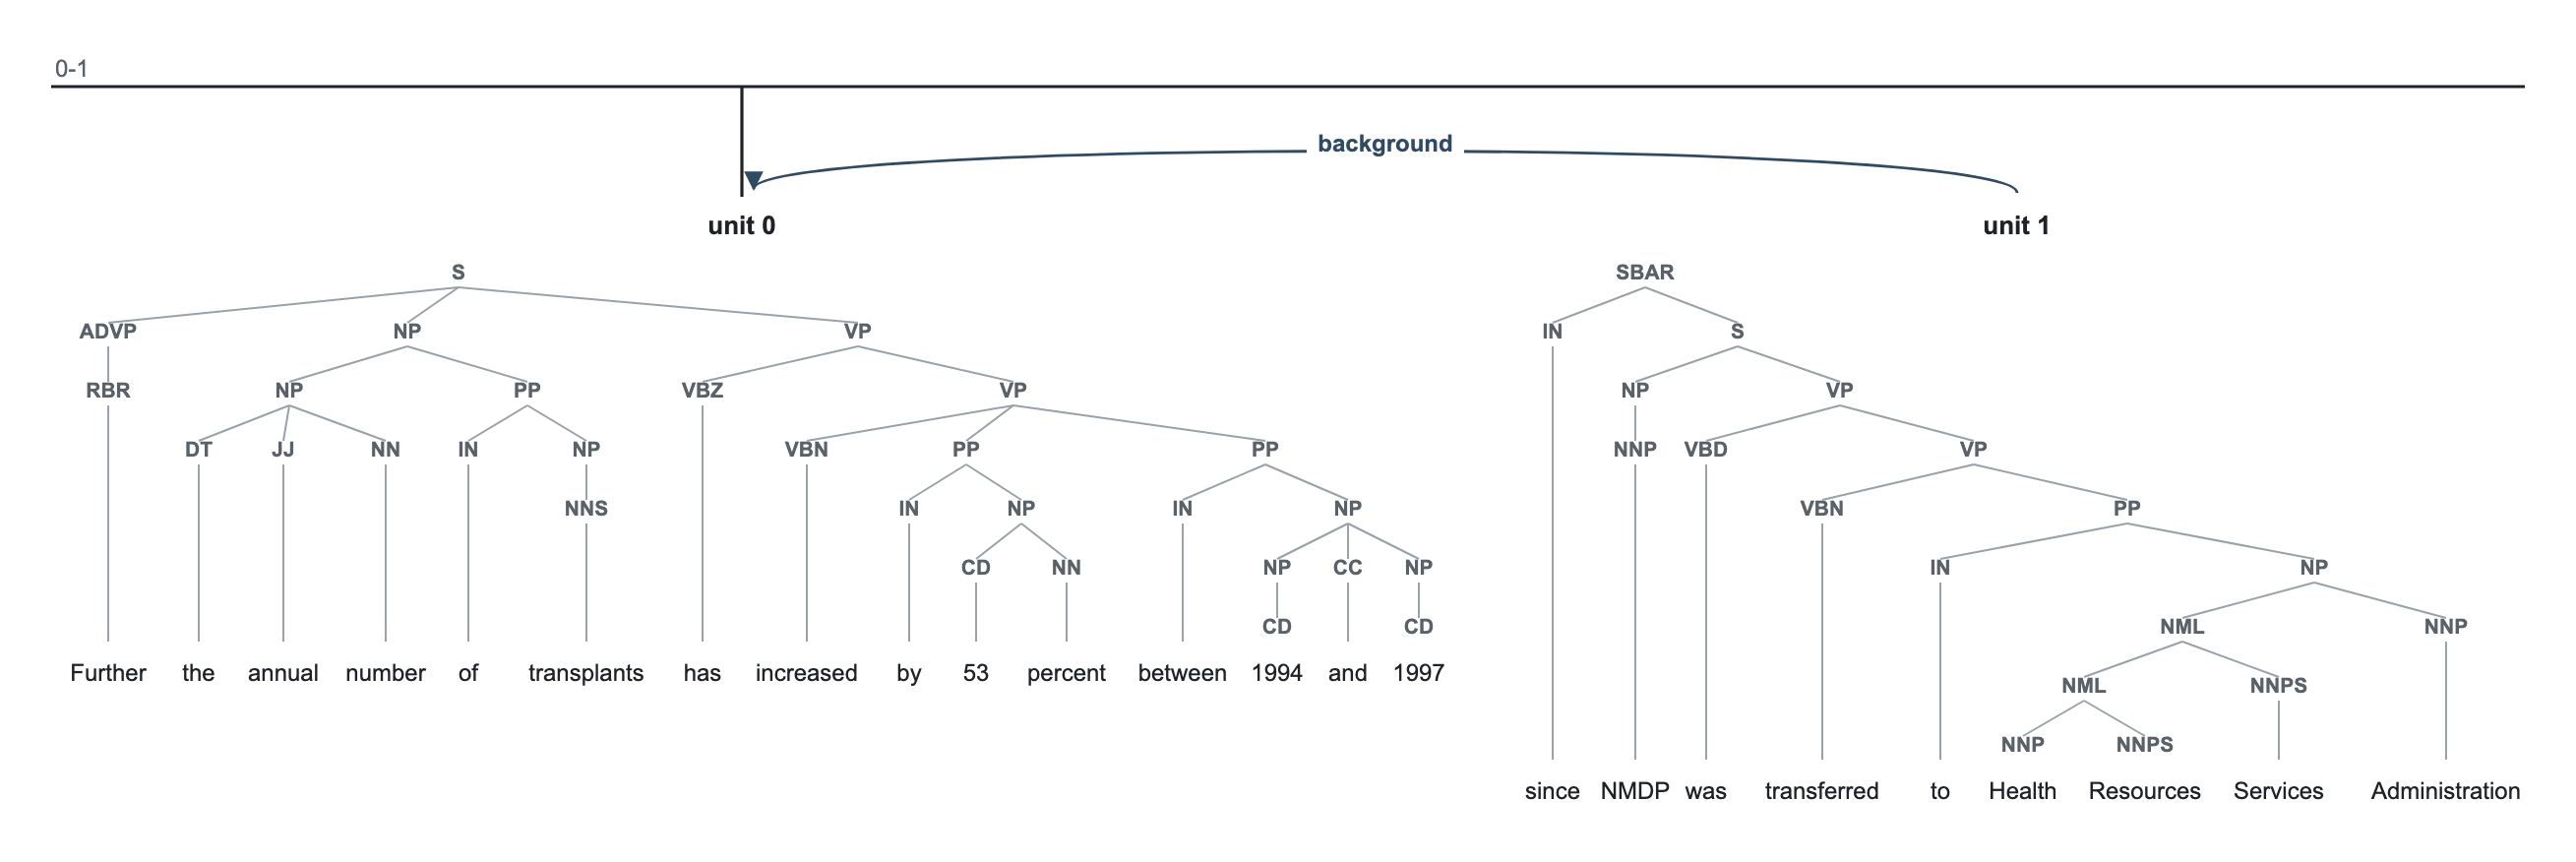 0-1
background
unit 0 unit 1
S SBAR
ADVP NP VP IN S
RBR NP PP VBZ VP NP VP
DT JJ NN IN NP VBN PP PP NNP VBD VP
NNS IN NP IN NP VBN PP
CD NN NP CC NP IN NP
CD CD NML NNP
Further the annual number of transplants has increased by 53 percent between 1994 and 1997
NML NNPS
NNP NNPS
since NMDP was transferred to Health Resources Services Administration